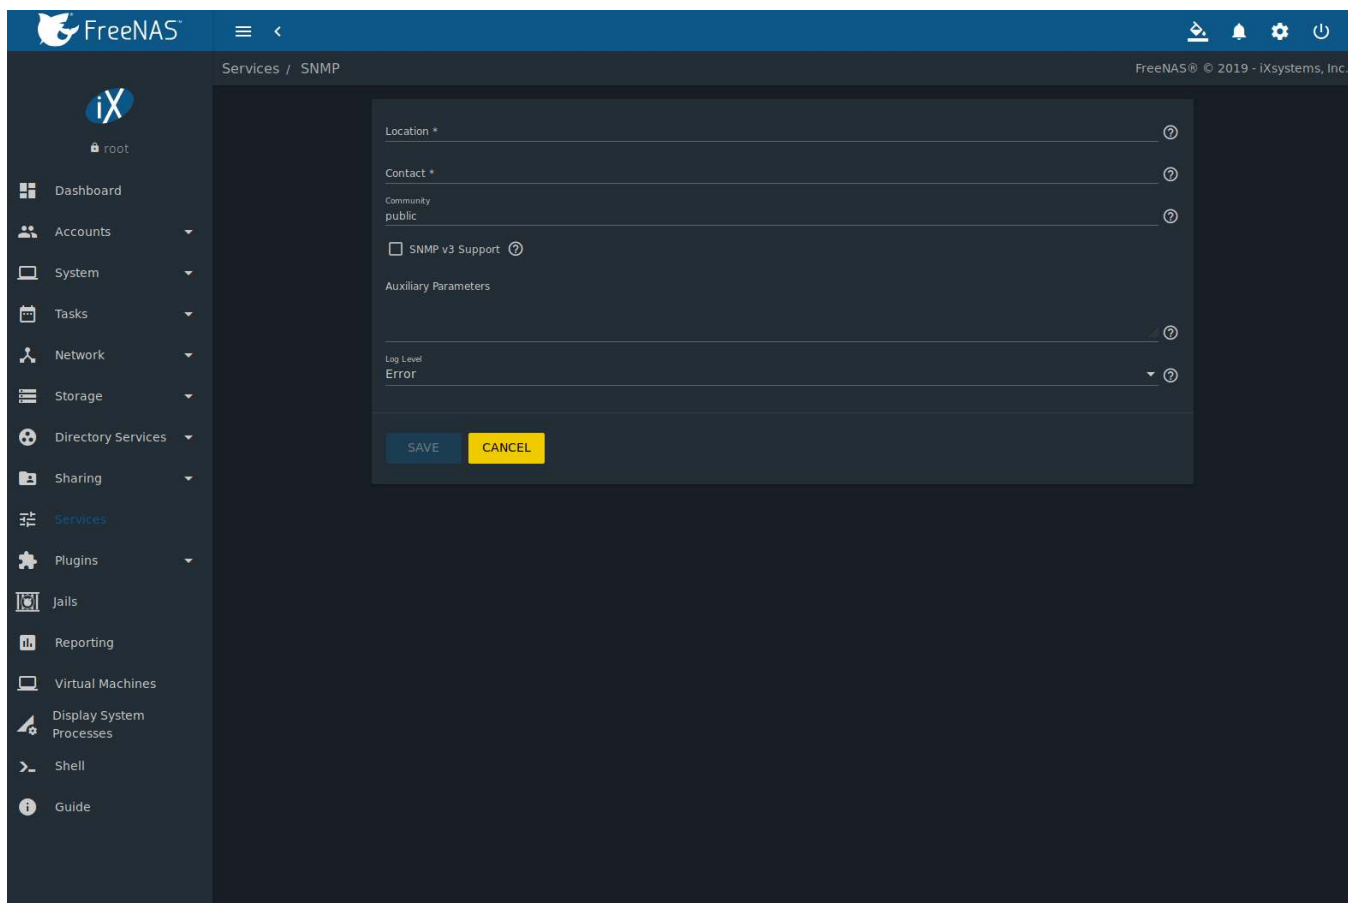 FreeNAS™
Services / SNMP
FreeNAS® © 2019 - iXsystems, Inc.
iX
root
Dashboard
Accounts
System
Tasks
Network
Storage
Directory Services
Sharing
Services
Plugins
Jails
Reporting
Virtual Machines
Display System
Processes
Shell
Guide
Location *
Contact *
Community
public
SNMP v3 Support
Auxiliary Parameters
Log Level
Error
SAVE
CANCEL